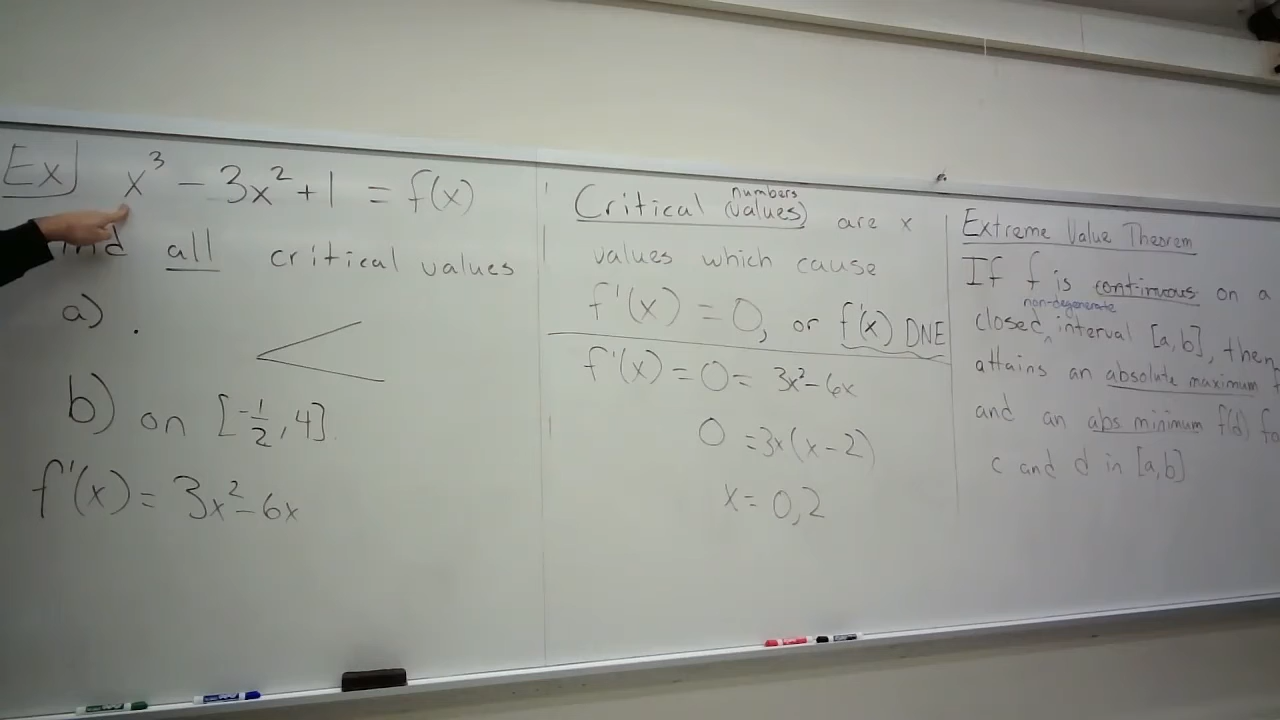 Ex] x³ - 3x² + 1 = f(x)
all critical values
a) .
b) on [-1/2, 4]
f'(x) = 3x² - 6x
numbers
Critical (values) are x
values which cause
f'(x) = 0, or f'(x) DNE
f'(x) = 0 = 3x² - 6x
0 = 3x(x - 2)
x = 0, 2
Extreme Value Theorem
If f is continuous on a
non-degenerate
closed ^ interval [a,b], then
attains an absolute maximum
and an abs minimum f(d)
c and d in [a,b]